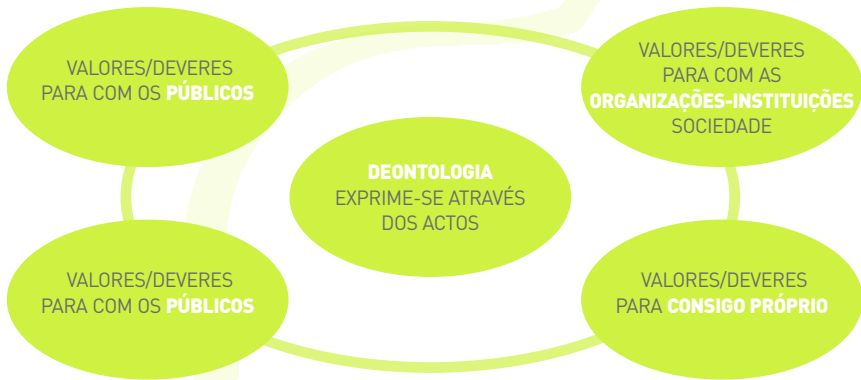 VALORES/DEVERES
PARA COM OS PÚBLICOS
VALORES/DEVERES
PARA COM AS
ORGANIZAÇÕES-INSTITUIÇÕES
SOCIEDADE
DEONTOLOGIA
EXPRIME-SE ATRAVÉS
DOS ACTOS
VALORES/DEVERES
PARA COM OS PÚBLICOS
VALORES/DEVERES
PARA CONSIGO PRÓPRIO